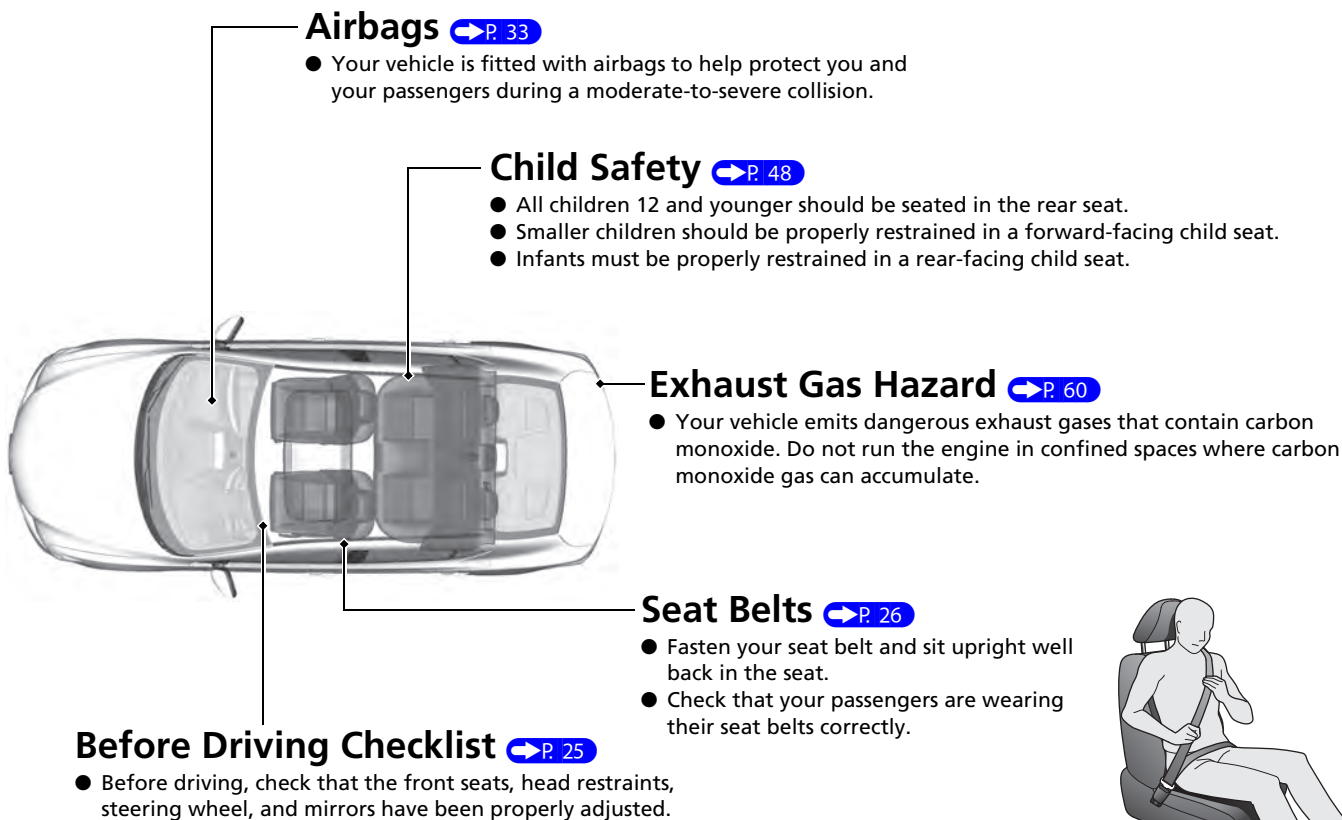 Airbags P. 33
● Your vehicle is fitted with airbags to help protect you and
your passengers during a moderate-to-severe collision.
Child Safety P. 48
● All children 12 and younger should be seated in the rear seat.
● Smaller children should be properly restrained in a forward-facing child seat.
● Infants must be properly restrained in a rear-facing child seat.
Exhaust Gas Hazard P. 60
● Your vehicle emits dangerous exhaust gases that contain carbon
monoxide. Do not run the engine in confined spaces where carbon
monoxide gas can accumulate.
Seat Belts P. 26
● Fasten your seat belt and sit upright well
back in the seat.
● Check that your passengers are wearing
their seat belts correctly.
Before Driving Checklist P. 25
● Before driving, check that the front seats, head restraints,
steering wheel, and mirrors have been properly adjusted.